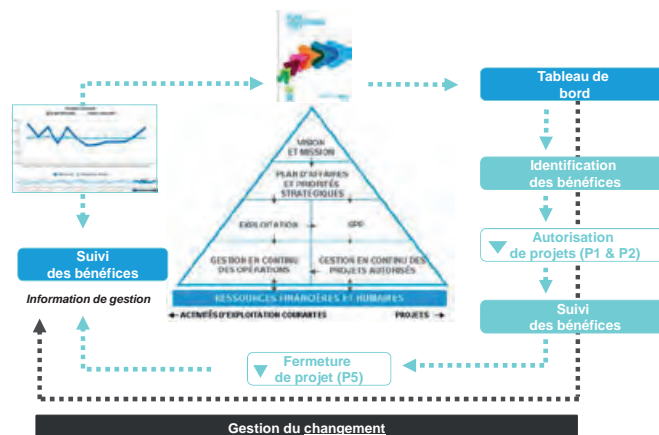 Tableau de
bord
VISION
ET MISSION
PLAN D'AFFAIRES
ET PRIORITÉS
STRATÉGIQUES
Identification
des bénéfices
EXPLOITATION
GPP
Autorisation
de projets (P1 & P2)
Suivi
des bénéfices
GESTION EN CONTINU
DES OPÉRATIONS
GESTION EN CONTINU DES
PROJETS AUTORISÉS
Information de gestion
RESSOURCES FINANCIÈRES ET HUMAINES
ACTIVITÉS D'EXPLOITATION COURANTES
PROJETS
Suivi
des bénéfices
Fermeture
de projet (P5)
Gestion du changement